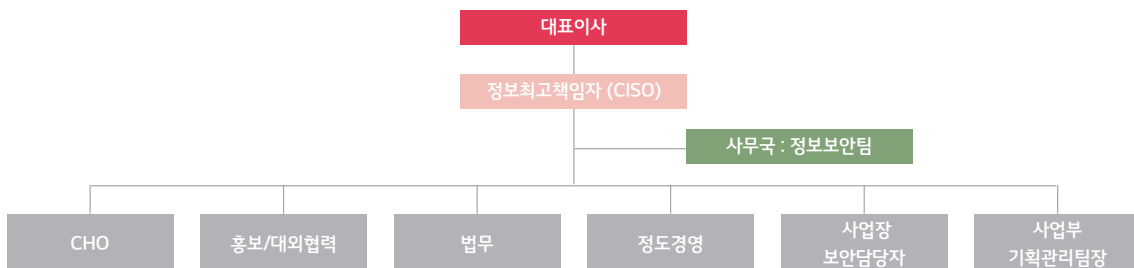 대표이사
정보최고책임자 (CISO)
사무국 : 정보보안팀
CHO
홍보/대외협력
법무
정도경영
사업장
보안담당자
사업부
기획관리팀장